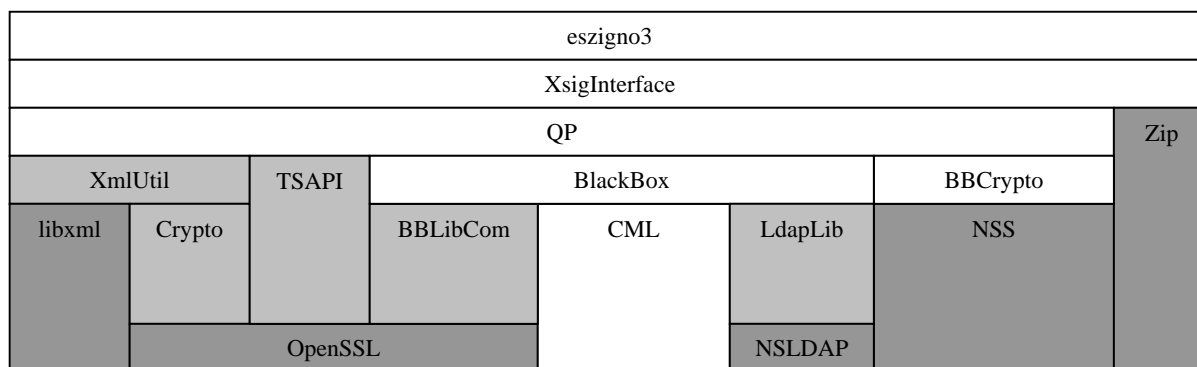 eszigno3
XsigInterface
QP
Zip
XmlUtil
TSAPI
BlackBox
BBCrypto
libxml
Crypto
BBLibCom
CML
LdapLib
NSS
OpenSSL
NSLDAP